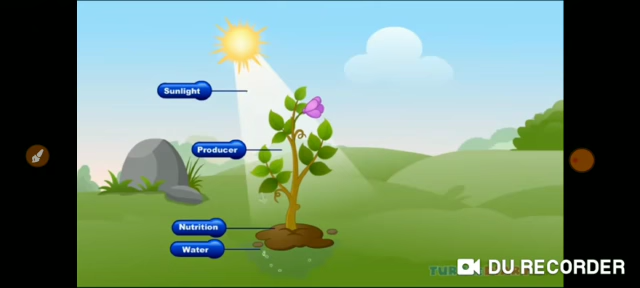 Sunlight
Producer
Nutrition
Water
DU RECORDER